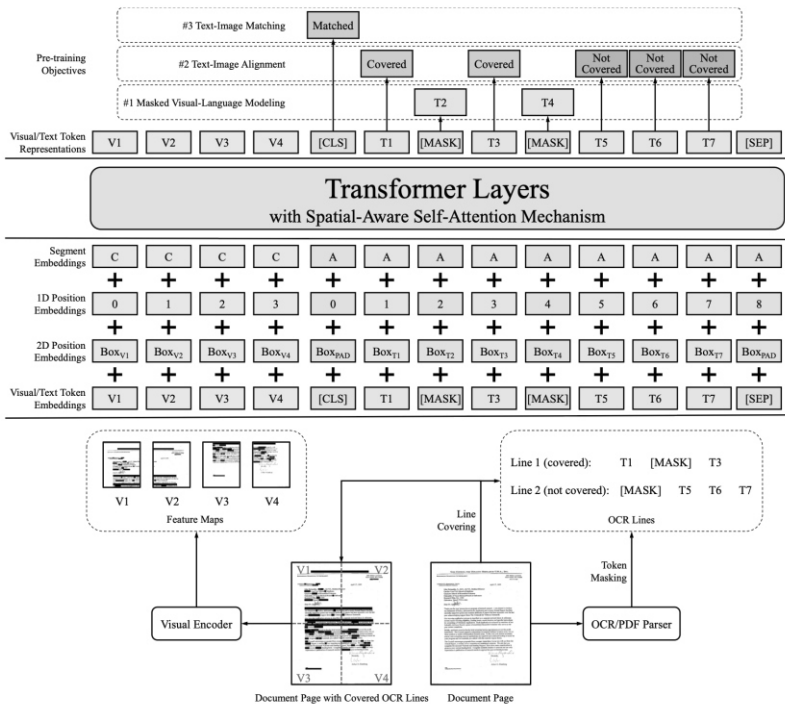 #3 Text-Image Matching Matched
Pre-training Objectives
#2 Text-Image Alignment Covered Covered Not Covered Not Covered Not Covered
#1 Masked Visual-Language Modeling T2 T4
Visual/Text Token Representations V1 V2 V3 V4 [CLS] T1 [MASK] T3 [MASK] T5 T6 T7 [SEP]
Transformer Layers
with Spatial-Aware Self-Attention Mechanism
Segment Embeddings C C C C A A A A A A A A A
+ + + + + + + + + + + + +
1D Position Embeddings 0 1 2 3 0 1 2 3 4 5 6 7 8
+ + + + + + + + + + + + +
2D Position Embeddings BoxV1 BoxV2 BoxV3 BoxV4 BoxPAD BoxT1 BoxT2 BoxT3 BoxT4 BoxT5 BoxT6 BoxT7 BoxPAD
+ + + + + + + + + + + + +
Visual/Text Token Embeddings V1 V2 V3 V4 [CLS] T1 [MASK] T3 [MASK] T5 T6 T7 [SEP]
V1 V2 V3 V4
Feature Maps
Line 1 (covered): T1 [MASK] T3
Line 2 (not covered): [MASK] T5 T6 T7
OCR Lines
Line Covering
Token Masking
Visual Encoder
V1 V2
V3 V4
OCR/PDF Parser
Document Page with Covered OCR Lines
Document Page